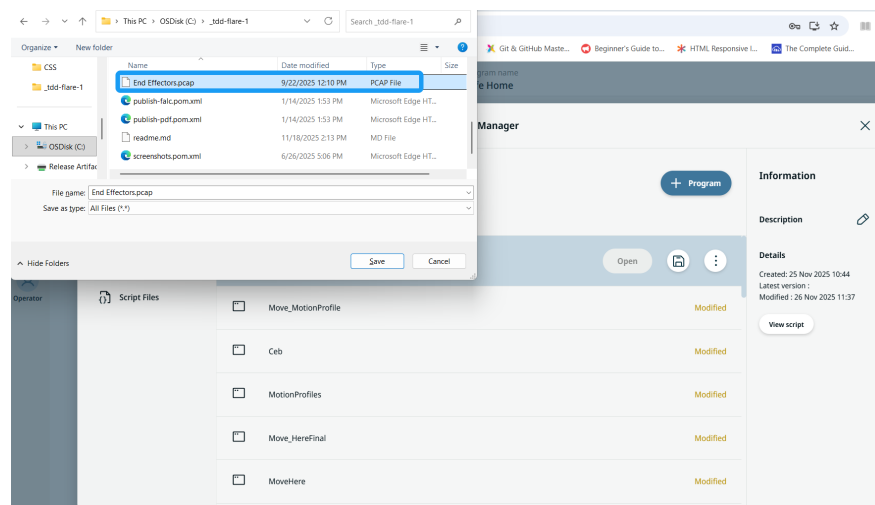 This PC > OSDisk (C:) > _tdd-flare-1
Search _tdd-flare-1
Organize
New folder
CSS
_tdd-flare-1
This PC
OSDisk (C:)
Release Artifac
Name
Date modified
Type
Size
End Effectors.pcap
9/22/2025 12:10 PM
PCAP File
publish-falc.pom.xml
1/14/2025 1:53 PM
Microsoft Edge HT...
publish-pdf.pom.xml
1/14/2025 1:53 PM
Microsoft Edge HT...
readme.md
11/18/2025 2:13 PM
MD File
screenshots.pom.xml
6/26/2025 5:06 PM
Microsoft Edge HT...
File name: End Effectors.pcap
Save as type: All Files (*.*)
Hide Folders
Save
Cancel
Git & GitHub Maste...
Beginner's Guide to...
HTML Responsive I...
The Complete Guid...
gram name
e Home
Manager
+ Program
Information
Description
Details
Created: 25 Nov 2025 10:44
Latest version :
Modified : 26 Nov 2025 11:37
View script
Open
Operator
Script Files
Move_MotionProfile
Modified
Ceb
Modified
MotionProfiles
Modified
Move_HereFinal
Modified
MoveHere
Modified